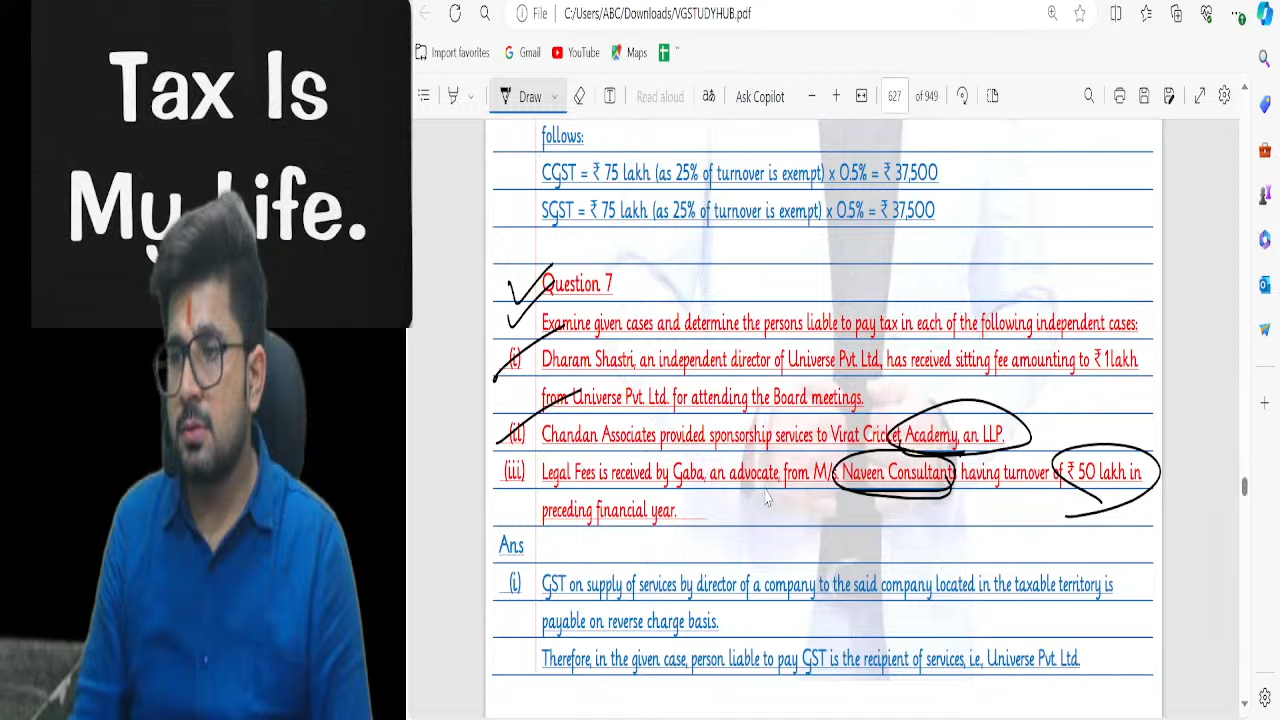 Tax Is
My Life.
File C:/Users/ABC/Downloads/VGSTUDYHUB.pdf
Import favorites Gmail YouTube Maps
Draw Read aloud aあ Ask Copilot 627 of 949
follows:
CGST = ₹ 75 lakh (as 25% of turnover is exempt) x 0.5% = ₹ 37,500
SGST = ₹ 75 lakh (as 25% of turnover is exempt) x 0.5% = ₹ 37,500
Question 7
Examine given cases and determine the persons liable to pay tax in each of the following independent cases:
(i) Dharam Shastri, an independent director of Universe Pvt. Ltd., has received sitting fee amounting to ₹ 1 lakh
from Universe Pvt. Ltd. for attending the Board meetings.
(ii) Chandan Associates provided sponsorship services to Virat Cricket Academy, an LLP.
(iii) Legal Fees is received by Gaba, an advocate, from M/s Naveen Consultant having turnover of ₹ 50 lakh in
preceding financial year.
Ans
(i) GST on supply of services by director of a company to the said company located in the taxable territory is
payable on reverse charge basis.
Therefore, in the given case, person liable to pay GST is the recipient of services, i.e., Universe Pvt. Ltd.